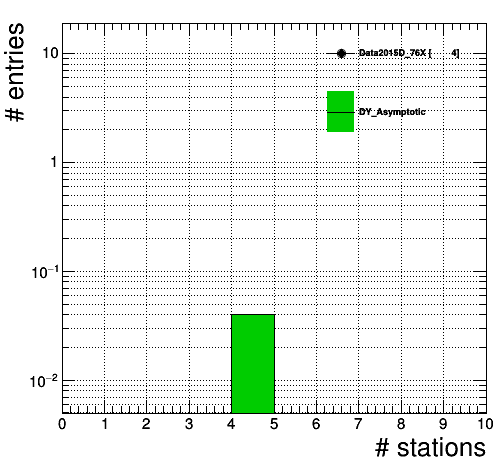 # entries
10
Data2015D_76X [ 4]
DY_Asymptotic
1
10⁻¹
10⁻²
0 1 2 3 4 5 6 7 8 9 10
# stations